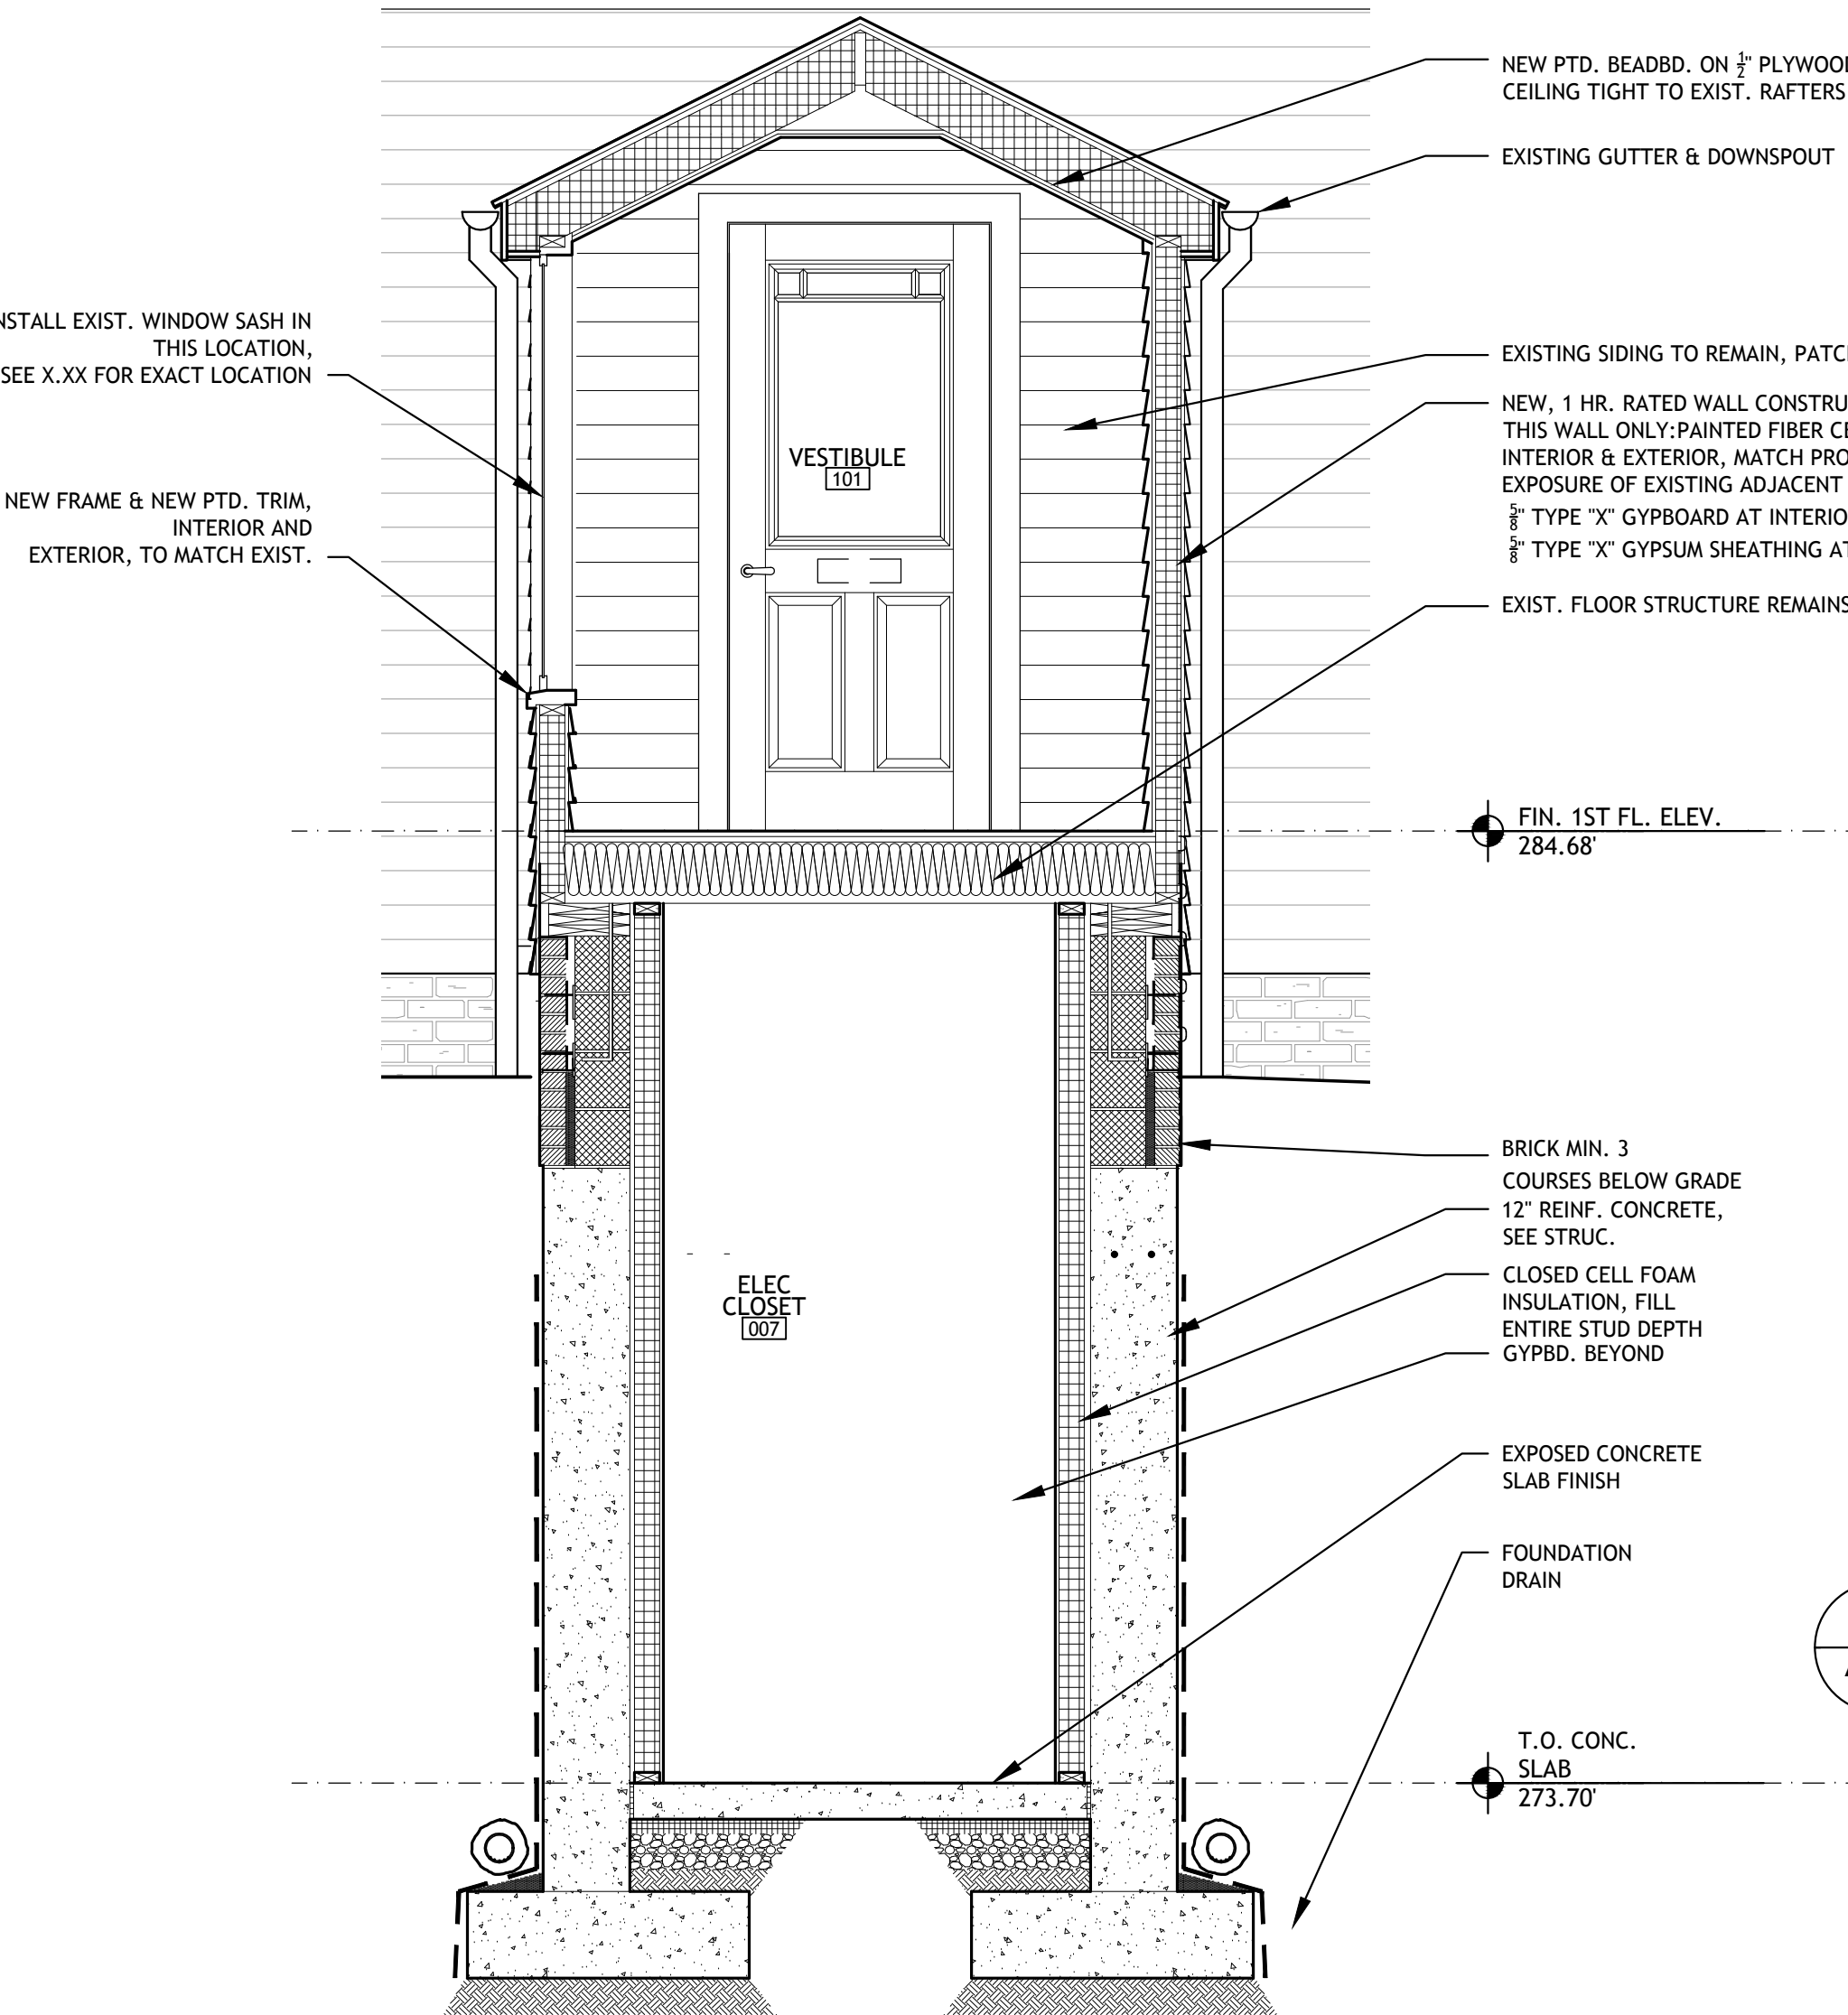 NEW PTD. BEADBD. ON 1/2" PLYWOOD
CEILING TIGHT TO EXIST. RAFTERS
EXISTING GUTTER & DOWNSPOUT
EXISTING SIDING TO REMAIN,
NEW, 1 HR. RATED WALL
THIS WALL ONLY:PAINTED FIBER
INTERIOR & EXTERIOR, MATCH
EXPOSURE OF EXISTING ADJACENT
5/8" TYPE "X" GYPBOARD AT
5/8" TYPE "X" GYPSUM SHEATHING
EXIST. FLOOR STRUCTURE REMAINS
EXIST. WINDOW SASH IN
THIS LOCATION,
SEE X.XX FOR EXACT LOCATION
NEW FRAME & NEW PTD. TRIM,
INTERIOR AND
EXTERIOR, TO MATCH EXIST.
VESTIBULE
101
FIN. 1ST FL. ELEV.
284.68'
BRICK MIN. 3
COURSES BELOW GRADE
12" REINF. CONCRETE,
SEE STRUC.
CLOSED CELL FOAM
INSULATION, FILL
ENTIRE STUD DEPTH
GYPBD. BEYOND
ELEC
CLOSET
007
EXPOSED CONCRETE
SLAB FINISH
FOUNDATION
DRAIN
T.O. CONC.
SLAB
273.70'